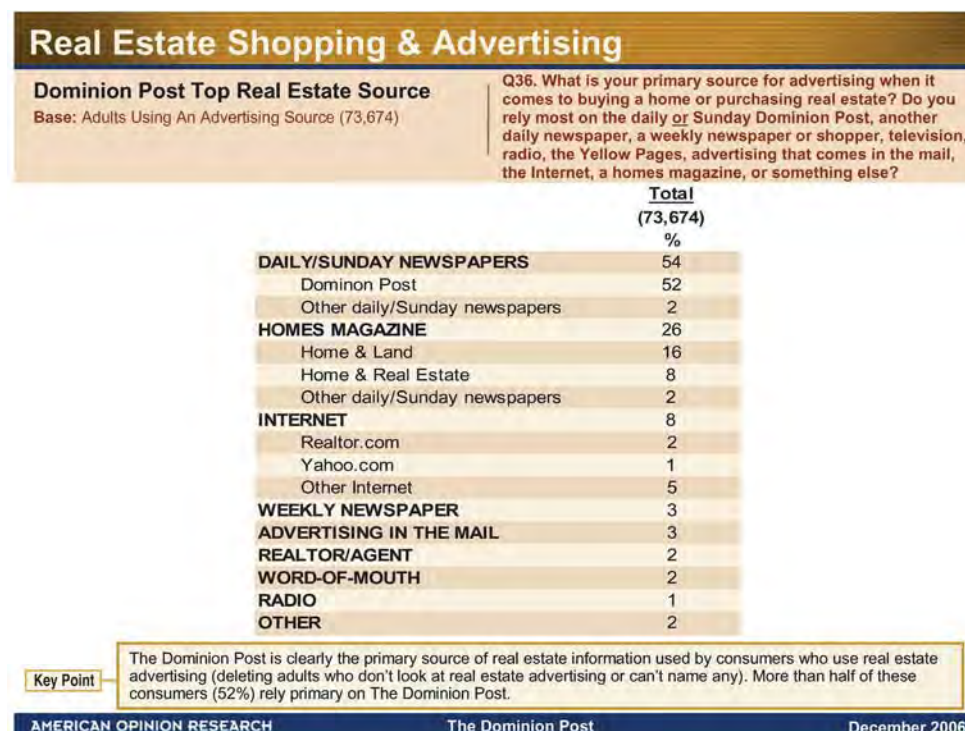 Real Estate Shopping & Advertising
Dominion Post Top Real Estate Source
Base: Adults Using An Advertising Source (73,674)
Q36. What is your primary source for advertising when it
comes to buying a home or purchasing real estate? Do you
rely most on the daily or Sunday Dominion Post, another
daily newspaper, a weekly newspaper or shopper, television,
radio, the Yellow Pages, advertising that comes in the mail,
the Internet, a homes magazine, or something else?
Total
(73,674)
%
DAILY/SUNDAY NEWSPAPERS 54
Dominon Post 52
Other daily/Sunday newspapers 2
HOMES MAGAZINE 26
Home & Land 16
Home & Real Estate 8
Other daily/Sunday newspapers 2
INTERNET 8
Realtor.com 2
Yahoo.com 1
Other Internet 5
WEEKLY NEWSPAPER 3
ADVERTISING IN THE MAIL 3
REALTOR/AGENT 2
WORD-OF-MOUTH 2
RADIO 1
OTHER 2
Key Point
The Dominion Post is clearly the primary source of real estate information used by consumers who use real estate
advertising (deleting adults who don't look at real estate advertising or can't name any). More than half of these
consumers (52%) rely primary on The Dominion Post.
AMERICAN OPINION RESEARCH The Dominion Post December 2006